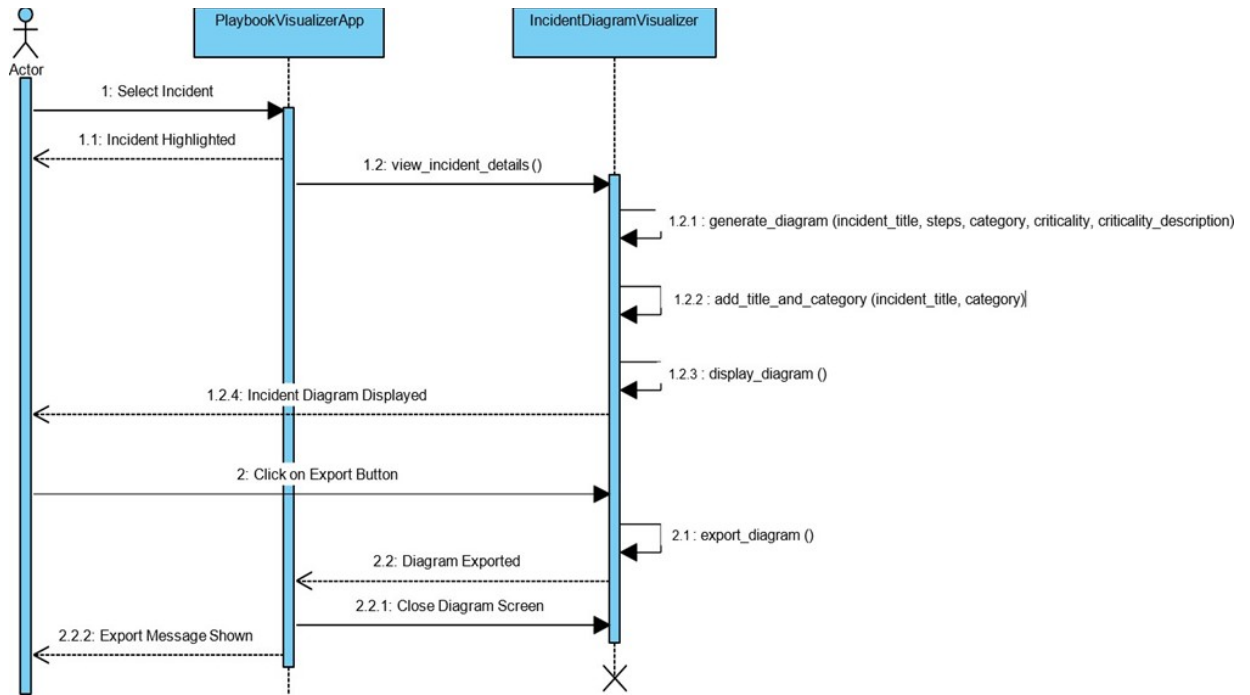 PlaybookVisualizerApp
IncidentDiagramVisualizer
Actor
1: Select Incident
1.1: Incident Highlighted
1.2: view_incident_details ()
1.2.1 : generate_diagram (incident_title, steps, category, criticality, criticality_description)
1.2.2 : add_title_and_category (incident_title, category)
1.2.3 : display_diagram ()
1.2.4: Incident Diagram Displayed
2: Click on Export Button
2.1 : export_diagram ()
2.2: Diagram Exported
2.2.1: Close Diagram Screen
2.2.2: Export Message Shown